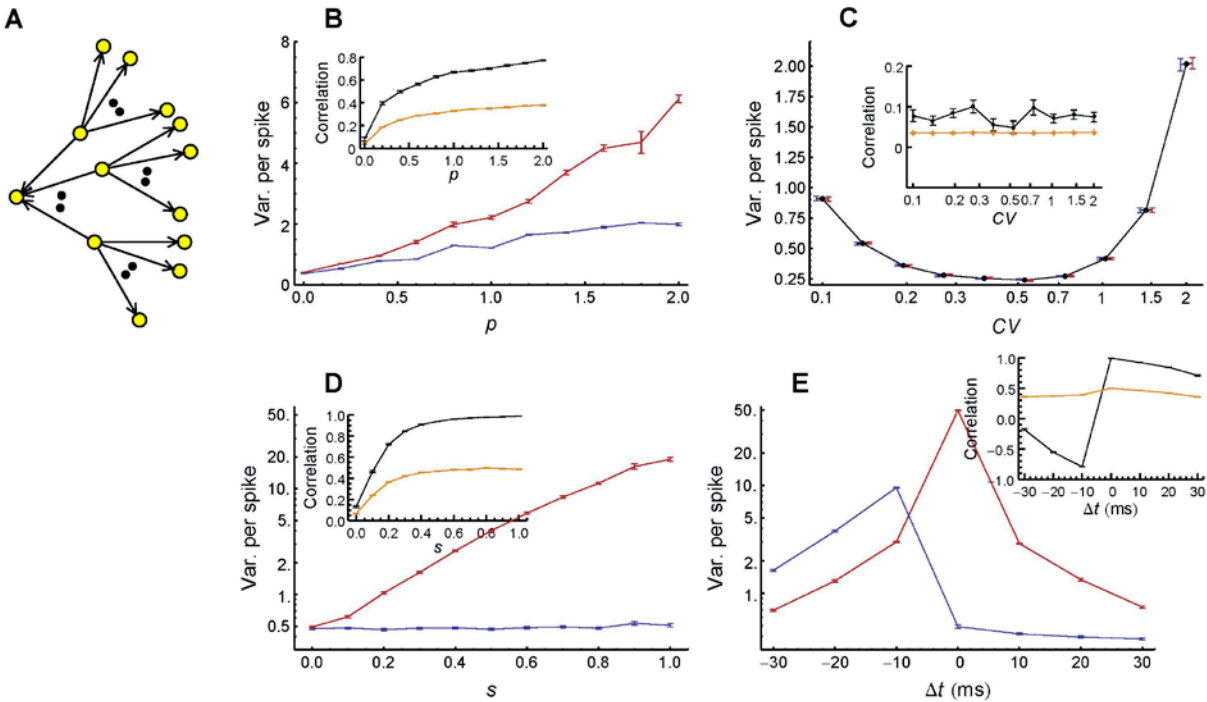 A
B
8
6
4
2
0
Var. per spike
0.0 0.5 1.0 1.5 2.0
p
0.8
0.6
0.4
0.2
0
Correlation
0.0 0.5 1.0 1.5 2.0
p
C
2.00
1.75
1.50
1.25
1.00
0.75
0.50
0.25
Var. per spike
0.1 0.2 0.3 0.5 0.7 1 1.5 2
CV
0.2
0.1
0.1
0
Correlation
0.1 0.2 0.3 0.5 0.7 1 1.5 2
CV
D
50.
20.
10.
5.
2.
1.
0.5
Var. per spike
0.0 0.2 0.4 0.6 0.8 1.0
s
1.0
0.8
0.6
0.4
0.2
0.0
Correlation
0.0 0.2 0.4 0.6 0.8 1.0
s
E
50.
20.
10.
5.
2.
1.
Var. per spike
−30 −20 −10 0 10 20 30
Δt (ms)
1.0
0.5
0.0
−0.5
−1.0
Correlation
−30 −20 −10 0 10 20 30
Δt (ms)